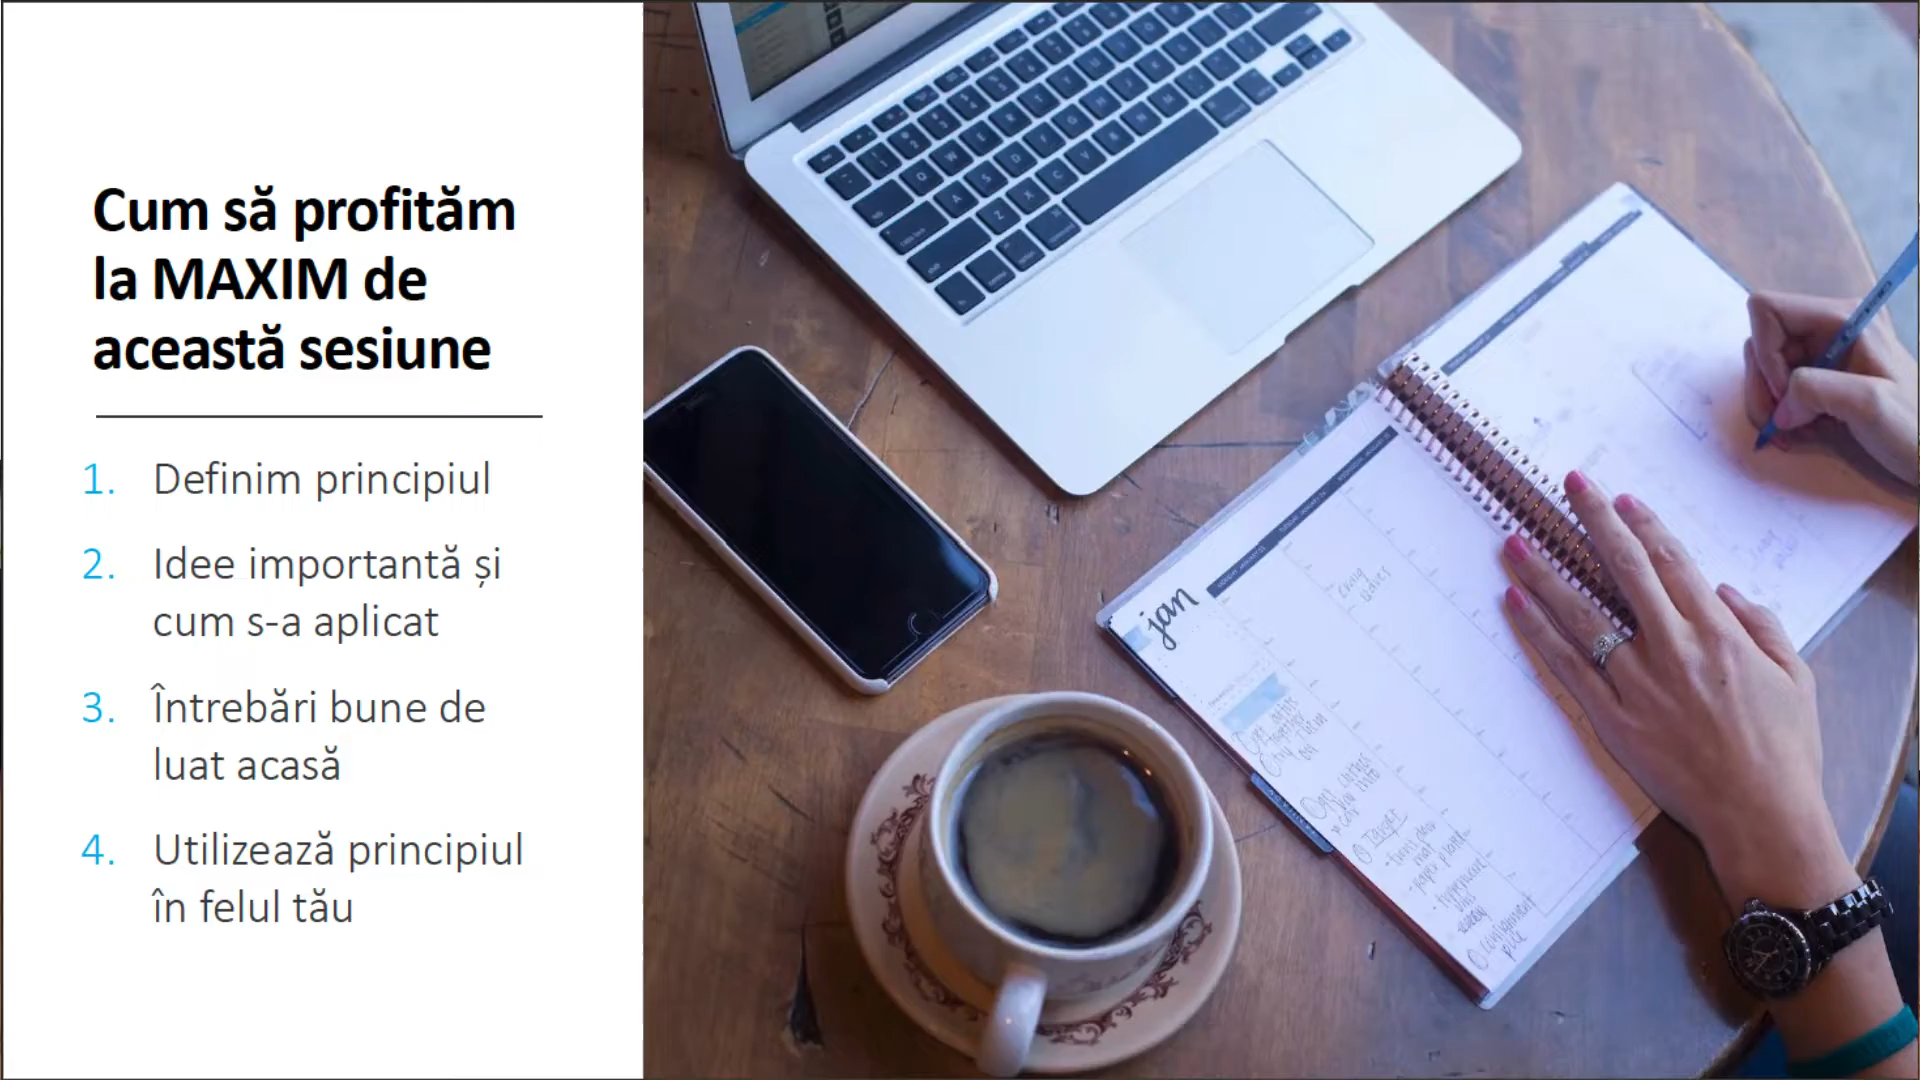 Cum să profităm
la MAXIM de
această sesiune
1. Definim principiul
2. Idee importantă și
cum s-a aplicat
3. Întrebări bune de
luat acasă
4. Utilizează principiul
în felul tău
jan